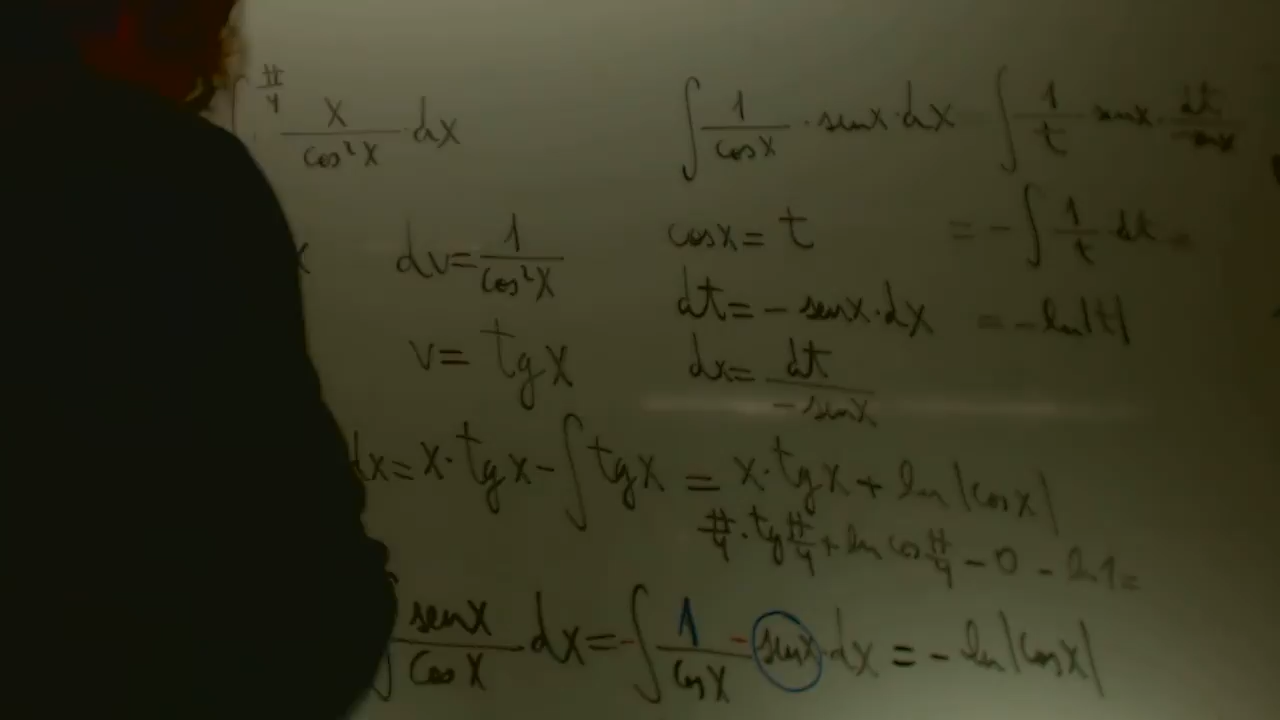 ∫ π/4 x/cos²x · dx
∫ 1/cosx · senx · dx ∫ 1/t senx · dt/-senx
x dv = 1/cos²x
cosx = t = - ∫ 1/t dt =
v = tgx
dt = - senx · dx = - ln|t|
dx = dt/-senx
dx = x · tgx - ∫ tgx = x · tgx + ln|cosx|
π/4 · tg π/4 + ln cos π/4 - 0 - ln1 =
∫ senx/cosx dx = - ∫ 1/cosx - senx · dx = - ln|cosx|